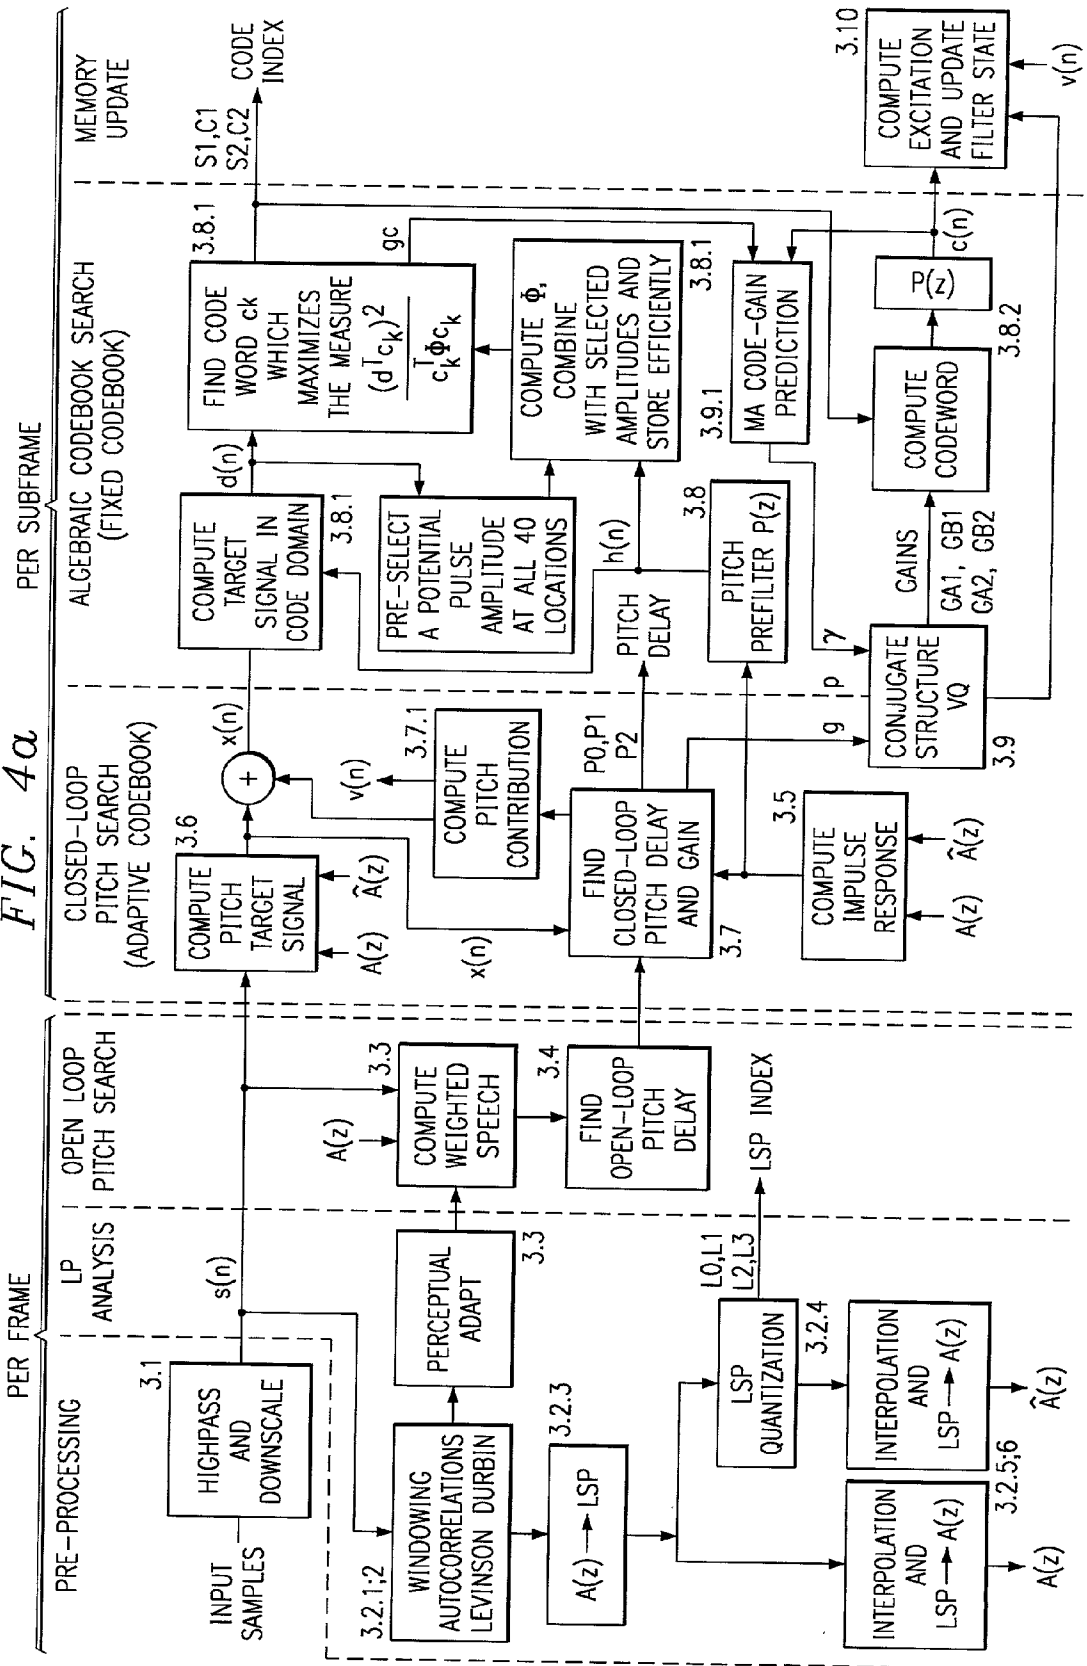 FIG. 4a
PER FRAME
PER SUBFRAME
PRE-PROCESSING
LP
ANALYSIS
OPEN LOOP
PITCH SEARCH
CLOSED-LOOP
PITCH SEARCH
(ADAPTIVE CODEBOOK)
ALGEBRAIC CODEBOOK SEARCH
(FIXED CODEBOOK)
MEMORY
UPDATE
INPUT
SAMPLES
3.1
HIGHPASS
AND
DOWNSCALE
s(n)
3.2.1;2
WINDOWING
AUTOCORRELATIONS
LEVINSON DURBIN
PERCEPTUAL
ADAPT
3.3
3.2.3
A(z) → LSP
LSP
QUANTIZATION
3.2.4
L0,L1
L2,L3
LSP INDEX
INTERPOLATION
AND
LSP → A(z)
A(z)
3.2.5;6
INTERPOLATION
AND
LSP → A(z)
Â(z)
A(z)
COMPUTE
WEIGHTED
SPEECH
3.3
FIND
OPEN-LOOP
PITCH
DELAY
3.4
3.6
COMPUTE
PITCH
TARGET
SIGNAL
A(z)
Â(z)
x(n)
+
x(n)
v(n)
3.7.1
COMPUTE
PITCH
CONTRIBUTION
FIND
CLOSED-LOOP
PITCH DELAY
AND GAIN
3.7
P0,P1
P2
PITCH
DELAY
g
3.5
COMPUTE
IMPULSE
RESPONSE
A(z)
Â(z)
COMPUTE
TARGET
SIGNAL IN
CODE DOMAIN
3.8.1
d(n)
PRE-SELECT
A POTENTIAL
PULSE
AMPLITUDE
AT ALL 40
LOCATIONS
h(n)
3.8
PITCH
PREFILTER P(z)
3.8.1
FIND CODE
WORD ck
WHICH
MAXIMIZES
THE MEASURE
(dᵀcₖ)²
cₖᵀΦcₖ
gc
S1,C1
S2,C2
CODE
INDEX
COMPUTE Φ,
COMBINE
WITH SELECTED
AMPLITUDES AND
STORE EFFICIENTLY
3.8.1
3.9.1
MA CODE-GAIN
PREDICTION
p
γ
CONJUGATE
STRUCTURE
VQ
3.9
GAINS
GA1, GB1
GA2, GB2
COMPUTE
CODEWORD
3.8.2
P(z)
c(n)
3.10
COMPUTE
EXCITATION
AND UPDATE
FILTER STATE
v(n)